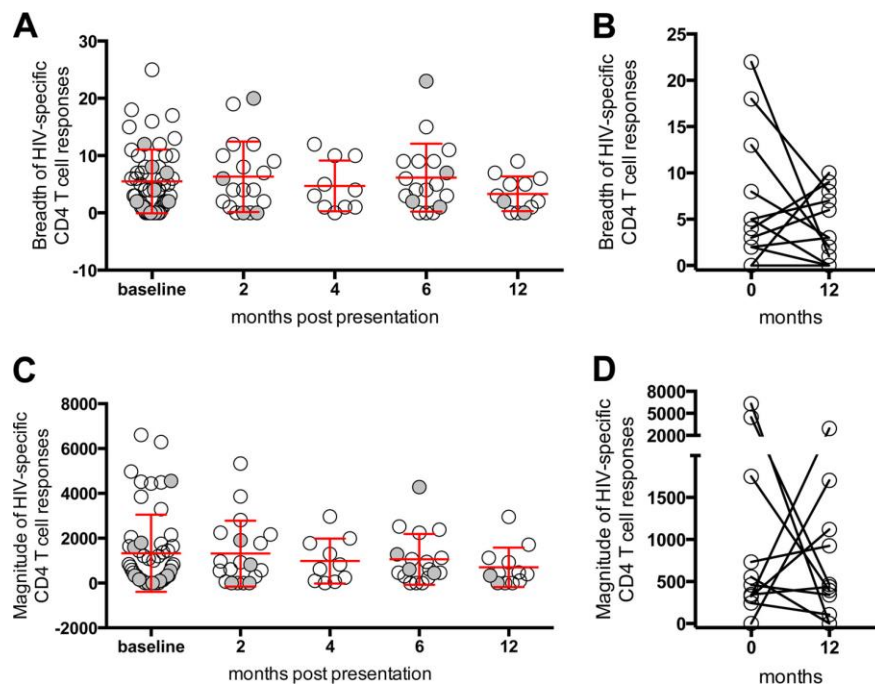 A
Breadth of HIV-specific
CD4 T cell responses
30
20
10
0
-10
baseline 2 4 6 12
months post presentation
B
Breadth of HIV-specific
CD4 T cell responses
25
20
15
10
5
0
0 12
months
C
Magnitude of HIV-specific
CD4 T cell responses
8000
6000
4000
2000
0
-2000
baseline 2 4 6 12
months post presentation
D
Magnitude of HIV-specific
CD4 T cell responses
8000
5000
2000
1500
1000
500
0
0 12
months